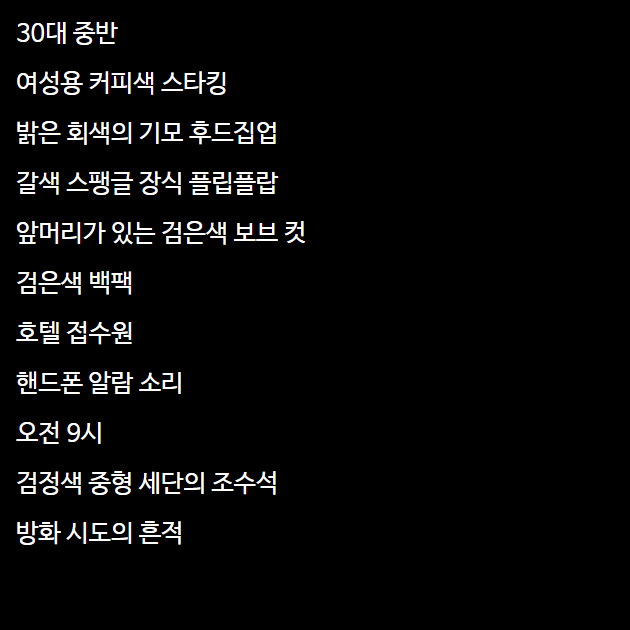 30대 중반
여성용 커피색 스타킹
밝은 회색의 기모 후드집업
갈색 스팽글 장식 플립플랍
앞머리가 있는 검은색 보브 컷
검은색 백팩
호텔 접수원
핸드폰 알람 소리
오전 9시
검정색 중형 세단의 조수석
방화 시도의 흔적